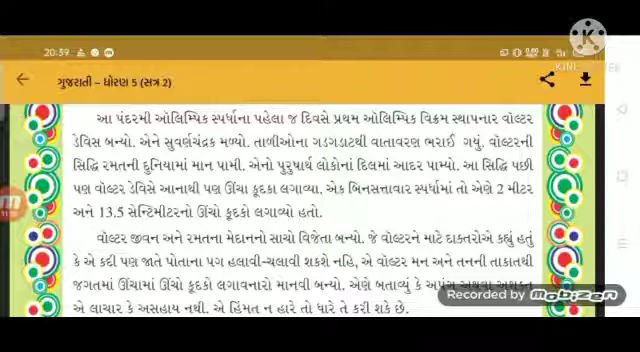 20:39
KINEMASTER
ગુજરાતી – ધોરણ 5 (સત્ર 2)
આ પંદરમી ઓલિમ્પિક સ્પર્ધાના પહેલા જ દિવસે પ્રથમ ઓલિમ્પિક વિક્રમ સ્થાપનાર વૉલ્ટર
ડેવિસ બન્યો. એને સુવર્ણચંદ્રક મળ્યો. તાળીઓના ગડગડાટથી વાતાવરણ ભરાઈ ગયું. વૉલ્ટરની
સિદ્ધિ રમતની દુનિયામાં માન પામી. એનો પુરુષાર્થ લોકોનાં દિલમાં આદર પામ્યો. આ સિદ્ધિ પછી
પણ વૉલ્ટર ડેવિસે આનાથી પણ ઊંચા કૂદકા લગાવ્યા. એક બિનસત્તાવાર સ્પર્ધામાં તો એણે 2 મીટર
અને 13.5 સેન્ટિમીટરનો ઊંચો કૂદકો લગાવ્યો હતો.
વૉલ્ટર જીવન અને રમતના મેદાનનો સાચો વિજેતા બન્યો. જે વૉલ્ટરને માટે દાક્તરોએ કહ્યું હતું
કે એ કદી પણ જાતે પોતાના પગ હલાવી-ચલાવી શકશે નહિ, એ વૉલ્ટર મન અને તનની તાકાતથી
જગતમાં ઊંચામાં ઊંચો કૂદકો લગાવનારો માનવી બન્યો. એણે બતાવ્યું કે અપંગ અથવા અશક્ત
એ લાચાર કે અસહાય નથી. એ હિંમત ન હારે તો ધારે તે કરી શકે છે.
Recorded by Mobizen